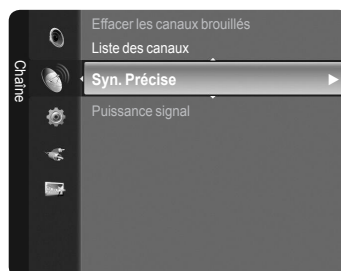 Chaîne
Effacer les canaux brouillés
Liste des canaux
Syn. Précise
Puissance signal